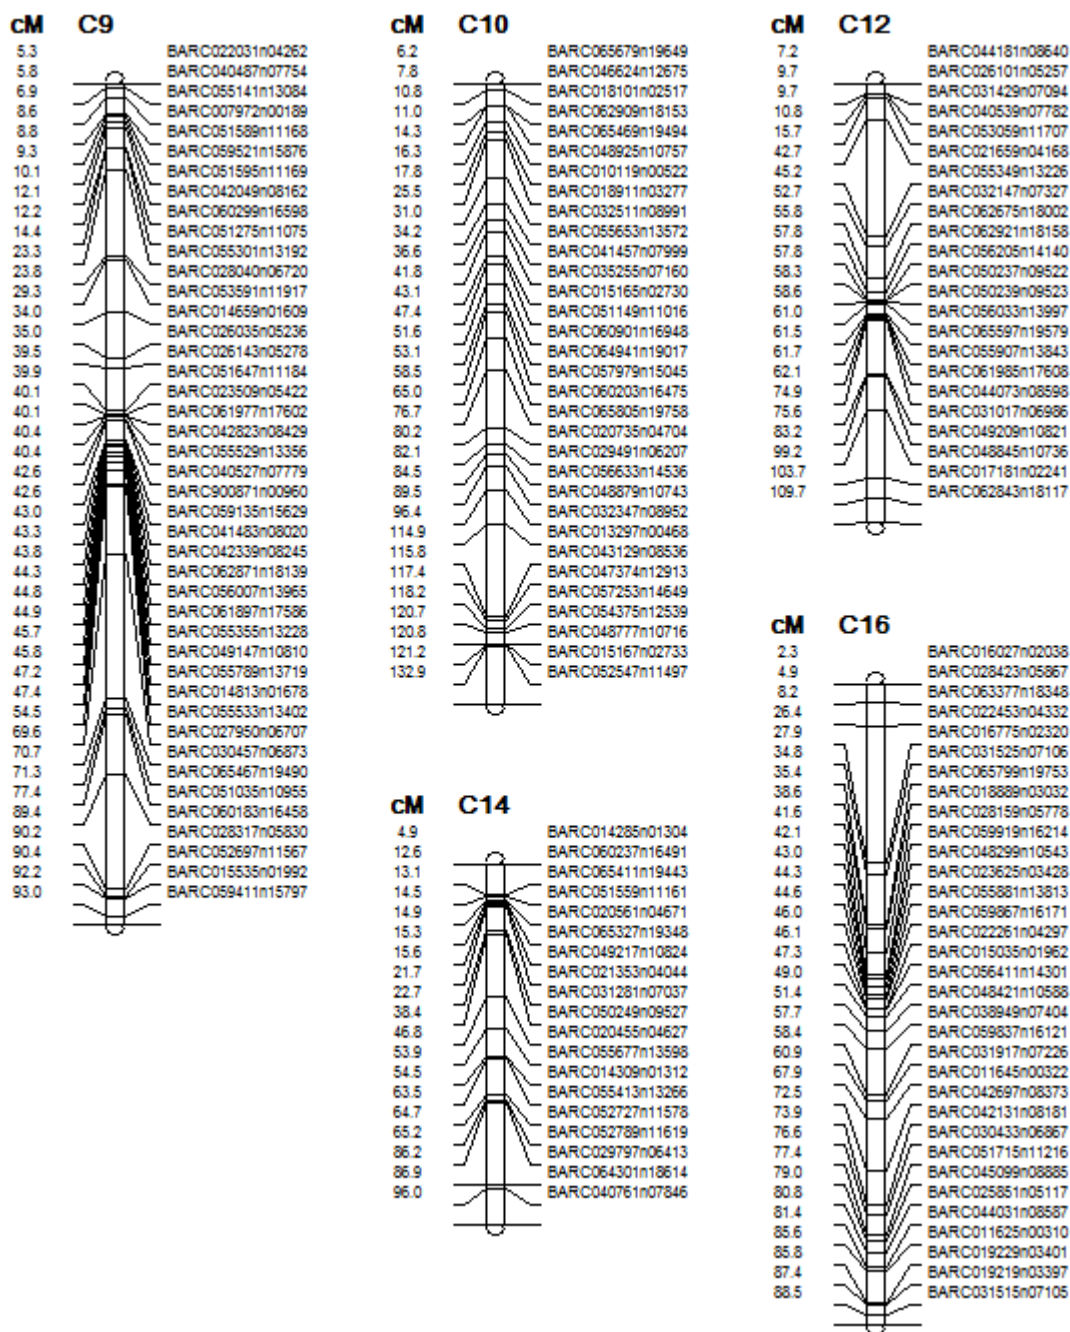 cM C9
5.3 BARC022031n04262
5.8 BARC040487n07754
6.9 BARC055141n13084
8.6 BARC007972n00189
8.8 BARC051589n11168
9.3 BARC059521n15876
10.1 BARC051595n11169
12.1 BARC042049n08162
12.2 BARC060299n16598
14.4 BARC051275n11075
23.3 BARC055301n13192
23.8 BARC028040n06720
29.3 BARC053591n11917
34.0 BARC014659n01609
35.0 BARC026035n05236
39.5 BARC026143n05278
39.9 BARC051647n11184
40.1 BARC023509n05422
40.1 BARC061977n17602
40.4 BARC042823n08429
40.4 BARC055529n13356
42.6 BARC040527n07779
42.6 BARC900871n00960
43.0 BARC059135n15629
43.3 BARC041483n08020
43.8 BARC042339n08245
44.3 BARC062871n18139
44.8 BARC056007n13965
44.9 BARC061897n17586
45.7 BARC055355n13228
45.8 BARC049147n10810
47.2 BARC055789n13719
47.4 BARC014813n01678
54.5 BARC055533n13402
69.6 BARC027950n06707
70.7 BARC030457n06873
71.3 BARC065467n19490
77.4 BARC051035n10955
89.4 BARC060183n16458
90.2 BARC028317n05830
90.4 BARC052697n11567
92.2 BARC015535n01992
93.0 BARC059411n15797
cM C10
6.2 BARC065679n19649
7.8 BARC046624n12675
10.8 BARC018101n02517
11.0 BARC062909n18153
14.3 BARC065469n19494
16.3 BARC048925n10757
17.8 BARC010119n00522
25.5 BARC018911n03277
31.0 BARC032511n08991
34.2 BARC055653n13572
36.6 BARC041457n07999
41.8 BARC035255n07160
43.1 BARC015165n02730
47.4 BARC051149n11016
51.6 BARC060901n16948
53.1 BARC064941n19017
58.5 BARC057979n15045
65.0 BARC060203n16475
76.7 BARC065805n19758
80.2 BARC020735n04704
82.1 BARC029491n06207
84.5 BARC056633n14536
89.5 BARC048879n10743
96.4 BARC032347n08952
114.9 BARC013297n00468
115.8 BARC043129n08536
117.4 BARC047374n12913
118.2 BARC057253n14649
120.7 BARC054375n12539
120.8 BARC048777n10716
121.2 BARC015167n02733
132.9 BARC052547n11497
cM C14
4.9 BARC014285n01304
12.6 BARC060237n16491
13.1 BARC065411n19443
14.5 BARC051559n11161
14.9 BARC020561n04671
15.3 BARC065327n19348
15.6 BARC049217n10824
21.7 BARC021353n04044
22.7 BARC031281n07037
38.4 BARC050249n09527
46.8 BARC020455n04627
53.9 BARC055677n13598
54.5 BARC014309n01312
63.5 BARC055413n13266
64.7 BARC052727n11578
65.2 BARC052789n11619
86.2 BARC029797n06413
86.9 BARC064301n18614
96.0 BARC040761n07846
cM C12
7.2 BARC044181n08640
9.7 BARC026101n05257
9.7 BARC031429n07094
10.8 BARC040539n07782
15.7 BARC053059n11707
42.7 BARC021659n04168
45.2 BARC055349n13226
52.7 BARC032147n07327
55.8 BARC062675n18002
57.8 BARC062921n18158
57.8 BARC056205n14140
58.3 BARC050237n09522
58.6 BARC050239n09523
61.0 BARC056033n13997
61.5 BARC065597n19579
61.7 BARC055907n13843
62.1 BARC061985n17608
74.9 BARC044073n08598
75.6 BARC031017n06986
83.2 BARC049209n10821
99.2 BARC048845n10736
103.7 BARC017181n02241
109.7 BARC062843n18117
cM C16
2.3 BARC016027n02038
4.9 BARC028423n05867
8.2 BARC063377n18348
26.4 BARC022453n04332
27.9 BARC016775n02320
34.8 BARC031525n07106
35.4 BARC065799n19753
38.6 BARC018889n03032
41.6 BARC028159n05778
42.1 BARC059919n16214
43.0 BARC048299n10543
44.3 BARC023625n03428
44.6 BARC055881n13813
46.0 BARC059867n16171
46.1 BARC022261n04297
47.3 BARC015035n01962
49.0 BARC056411n14301
51.4 BARC048421n10588
57.7 BARC038949n07404
58.4 BARC059837n16121
60.9 BARC031917n07226
67.9 BARC011645n00322
72.5 BARC042697n08373
73.9 BARC042131n08181
76.6 BARC030433n06867
77.4 BARC051715n11216
79.0 BARC045099n08885
80.8 BARC025851n05117
81.4 BARC044031n08587
85.6 BARC011625n00310
85.8 BARC019229n03401
87.4 BARC019219n03397
88.5 BARC031515n07105